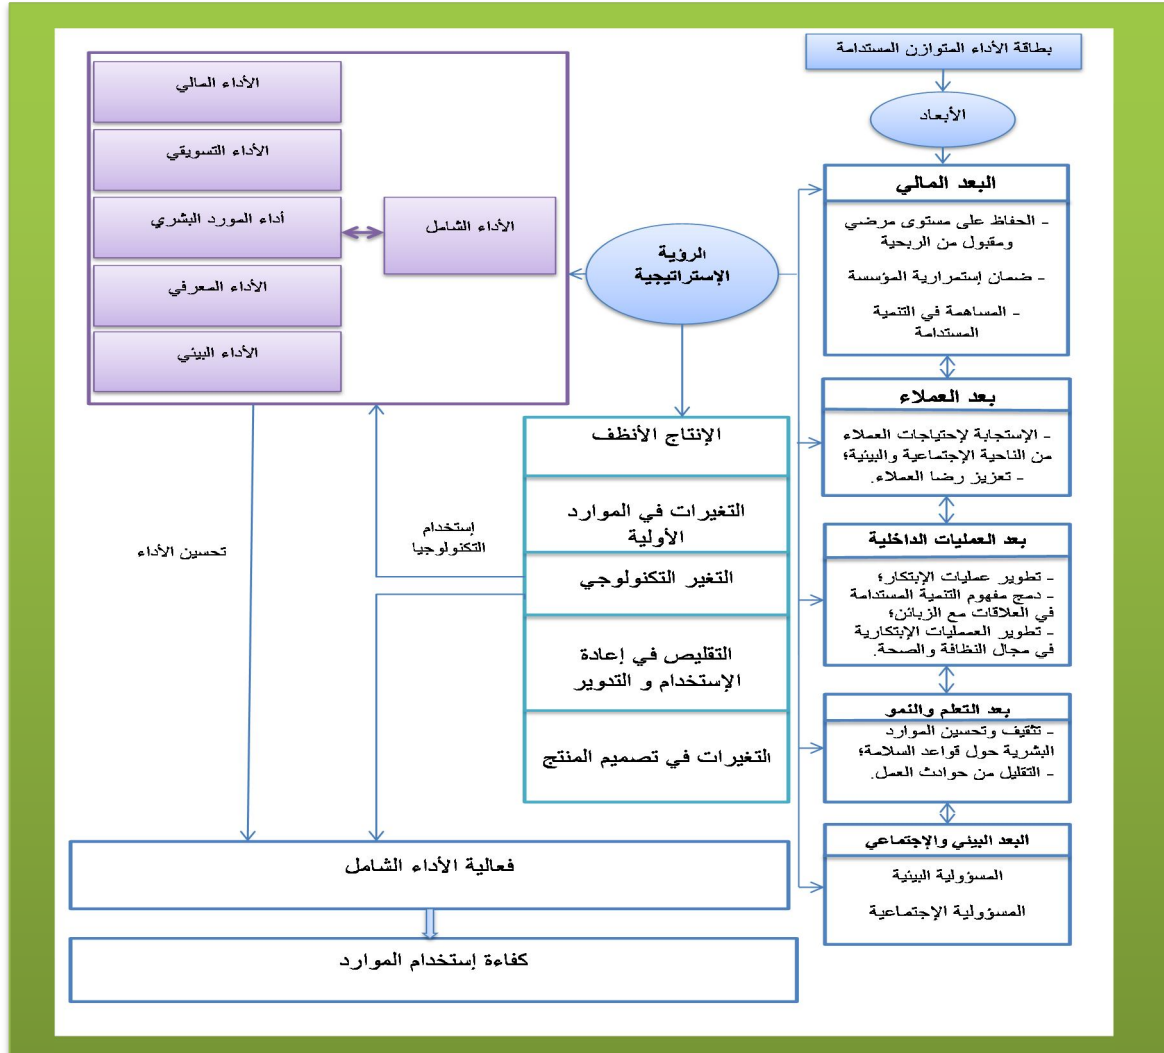 بطاقة الأداء المتوازن المستدامة
الأبعاد
البعد المالي
- الحفاظ على مستوى مرضي
ومقبول من الربحية
- ضمان إستمرارية المؤسسة
- المساهمة في التنمية
المستدامة
بعد العملاء
- الإستجابة لإحتياجات العملاء
من الناحية الإجتماعية والبيئية؛
- تعزيز رضا العملاء.
بعد العمليات الداخلية
- تطوير عمليات الإبتكار؛
- دمج مفهوم التنمية المستدامة
في العلاقات مع الزبائن؛
- تطوير العمىليات الإبتكارية
في مجال النظافة والصحة.
بعد التعلم والنمو
- تثقيف وتحسين الموارد
البشرية حول قواعد السلامة؛
- التقليل من حوادث العمل.
البعد البيئي والإجتماعي
المسؤولية البيئية
المسؤولية الإجتماعية
الرؤية
الإستراتيجية
الأداء الشامل
الأداء المالي
الأداء التسويقي
أداء المورد البشري
الأداء المعرفي
الأداء البيئي
الإنتاج الأنظف
التغيرات في الموارد
الأولية
التغير التكنولوجي
التقليص في إعادة
الإستخدام و التدوير
التغيرات في تصميم المنتج
إستخدام
التكنولوجيا
تحسين الأداء
فعالية الأداء الشامل
كفاءة إستخدام الموارد